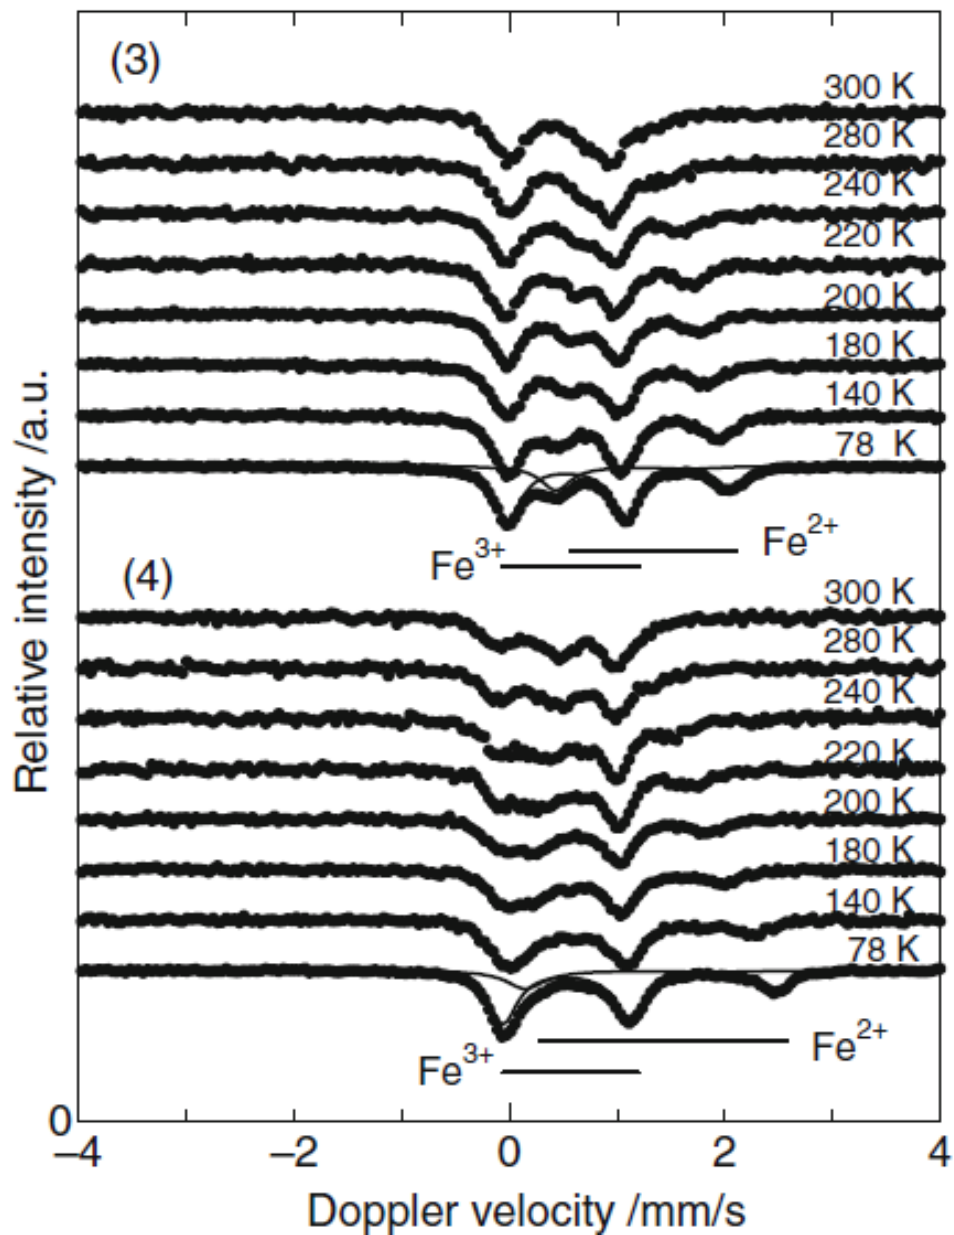 (3)
300 K
280 K
240 K
220 K
200 K
180 K
140 K
78 K
Fe³⁺
Fe²⁺
(4)
300 K
280 K
240 K
220 K
200 K
180 K
140 K
78 K
Fe³⁺
Fe²⁺
Relative intensity /a.u.
0
–4
–2
0
2
4
Doppler velocity /mm/s